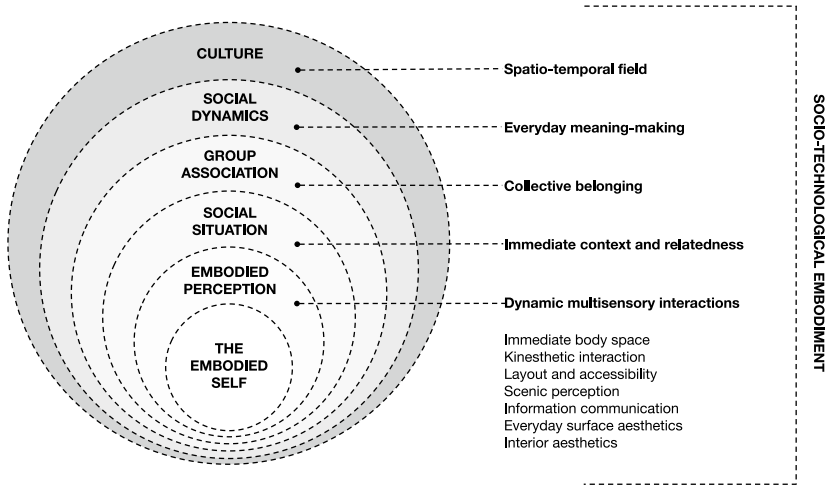 CULTURE
Spatio-temporal field
SOCIAL
DYNAMICS
Everyday meaning-making
GROUP
ASSOCIATION
Collective belonging
SOCIAL
SITUATION
Immediate context and relatedness
EMBODIED
PERCEPTION
Dynamic multisensory interactions
THE
EMBODIED
SELF
Immediate body space
Kinesthetic interaction
Layout and accessibility
Scenic perception
Information communication
Everyday surface aesthetics
Interior aesthetics
SOCIO-TECHNOLOGICAL EMBODIMENT